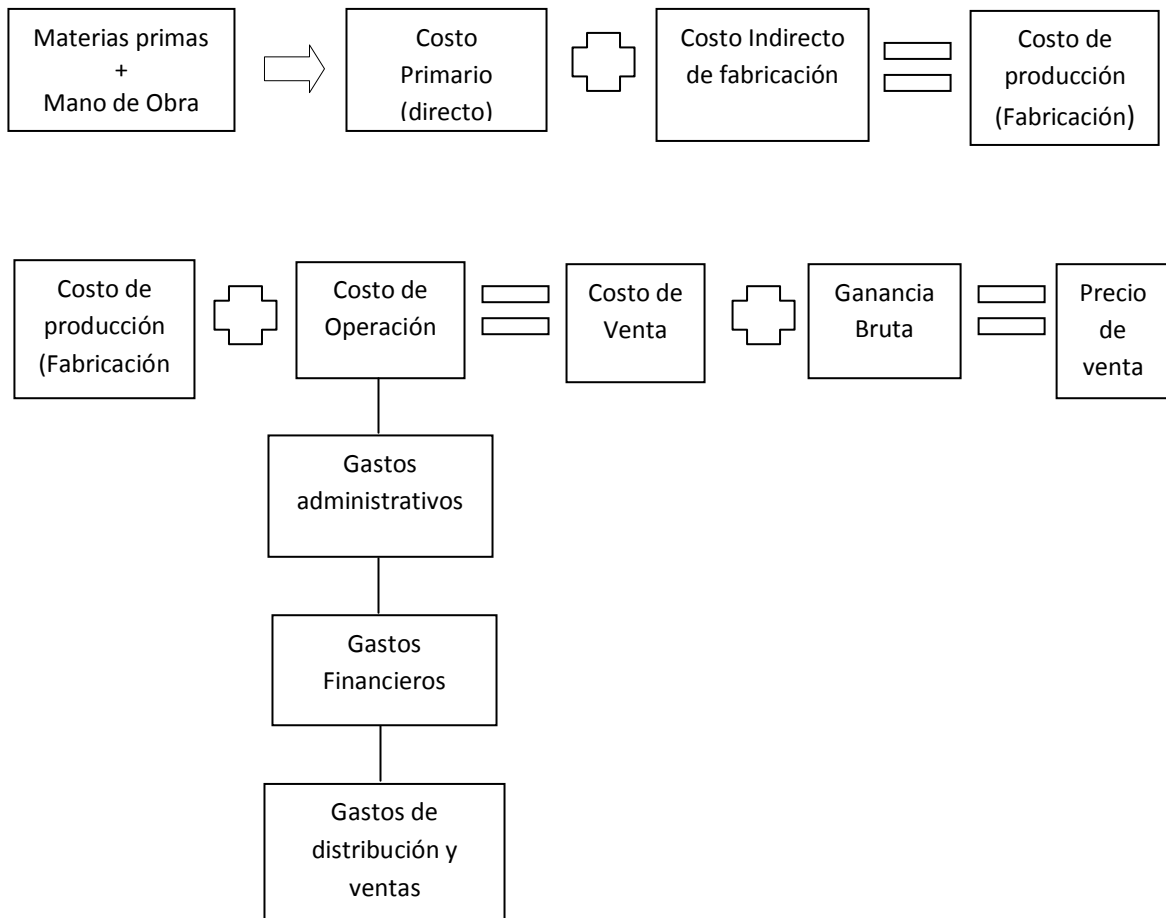 Materias primas
+
Mano de Obra
Costo
Primario
(directo)
Costo Indirecto
de fabricación
Costo de
producción
(Fabricación)
Costo de
producción
(Fabricación
Costo de
Operación
Costo de
Venta
Ganancia
Bruta
Precio
de
venta
Gastos
administrativos
Gastos
Financieros
Gastos de
distribución y
ventas